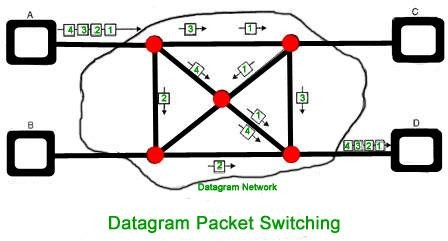 A
C
4 3 2 1
3
1
4
1
2
3
1
4
B
D
2
4 3 2 1
Datagram Network
Datagram Packet Switching